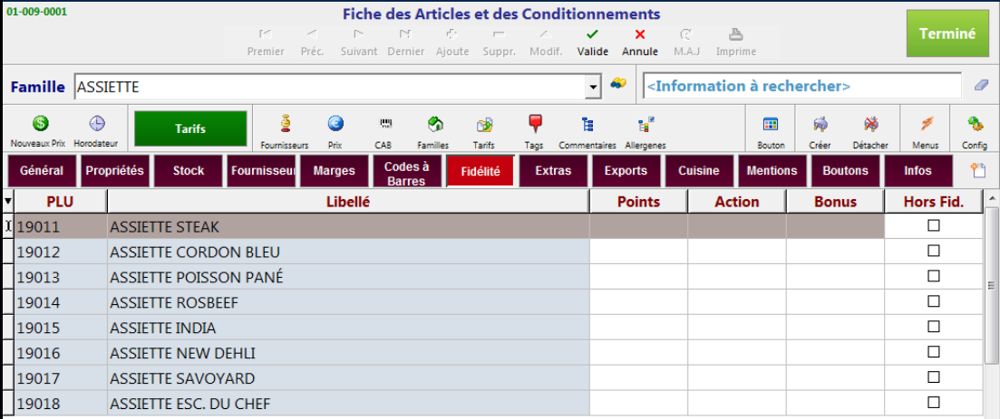 01-009-0001
Fiche des Articles et des Conditionnements
Terminé
Premier Préc. Suivant Dernier Ajoute Suppr. Modif. Valide Annule M.A.J Imprime
Famille ASSIETTE <Information à rechercher>
Nouveaux Prix Horodateur Tarifs Fournisseurs Prix CAB Familles Tarifs Tags Commentaires Allergenes Bouton Créer Détacher Menus Config
Général Propriétés Stock Fournisseur Marges Codes à Fidélité Extras Exports Cuisine Mentions Boutons Infos
Barres
PLU Libellé Points Action Bonus Hors Fid.
19011 ASSIETTE STEAK
19012 ASSIETTE CORDON BLEU
19013 ASSIETTE POISSON PANÉ
19014 ASSIETTE ROSBEEF
19015 ASSIETTE INDIA
19016 ASSIETTE NEW DEHLI
19017 ASSIETTE SAVOYARD
19018 ASSIETTE ESC. DU CHEF